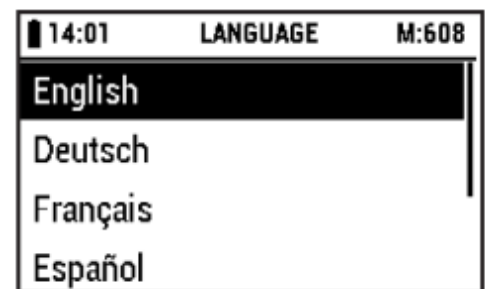 14:01 LANGUAGE M:608
English
Deutsch
Français
Español